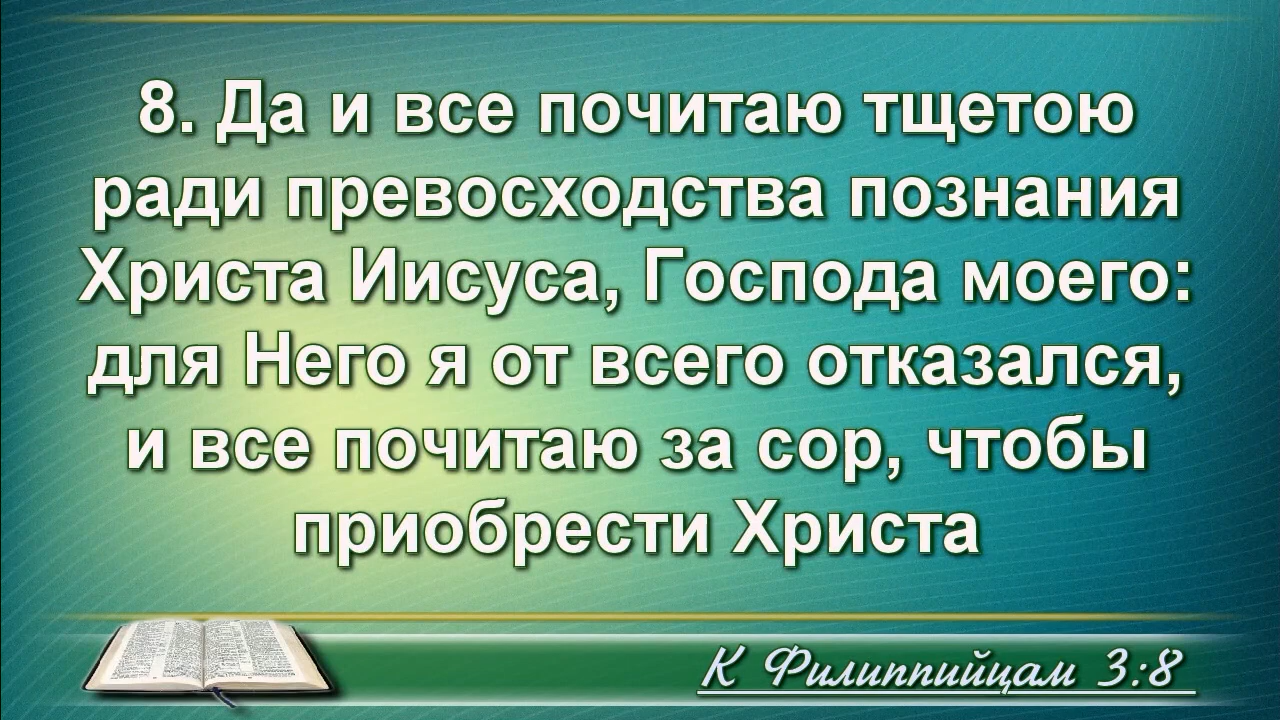 8. Да и все почитаю тщетою
ради превосходства познания
Христа Иисуса, Господа моего:
для Него я от всего отказался,
и все почитаю за сор, чтобы
приобрести Христа
К Филиппийцам 3:8